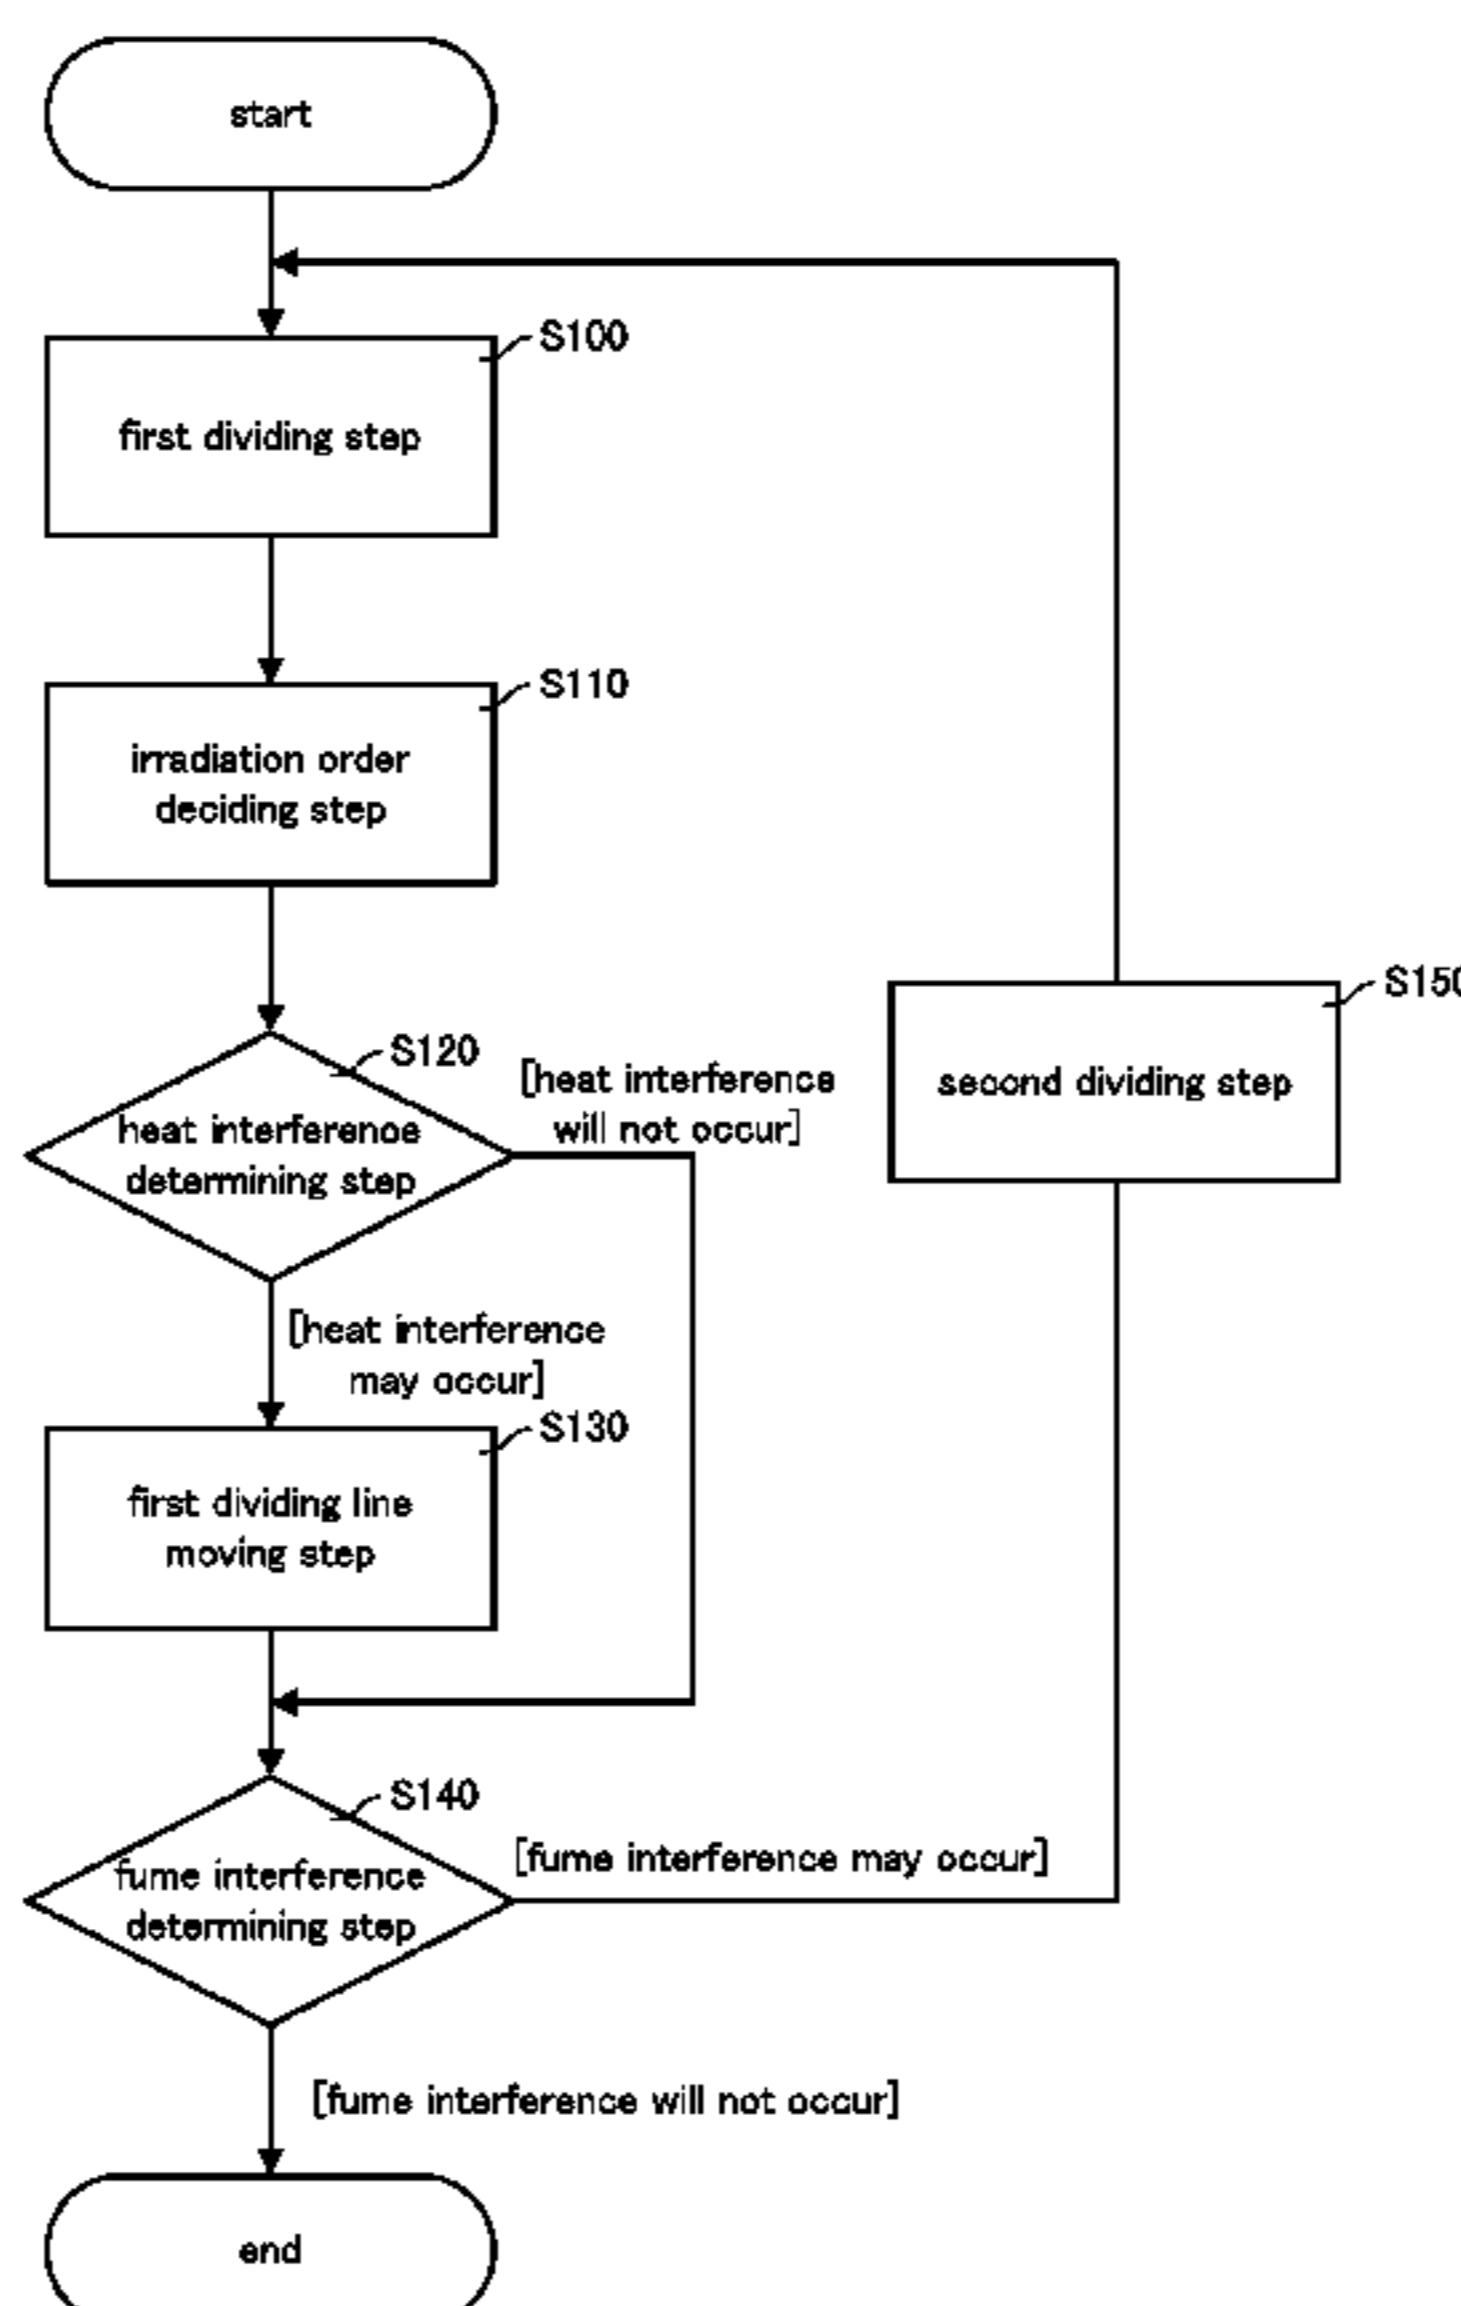 start
S100
first dividing step
S110
irradiation order
deciding step
S120
heat interference
determining step
[heat interference
will not occur]
S150
second dividing step
[heat interference
may occur]
S130
first dividing line
moving step
S140
fume interference
determining step
[fume interference may occur]
[fume interference will not occur]
end